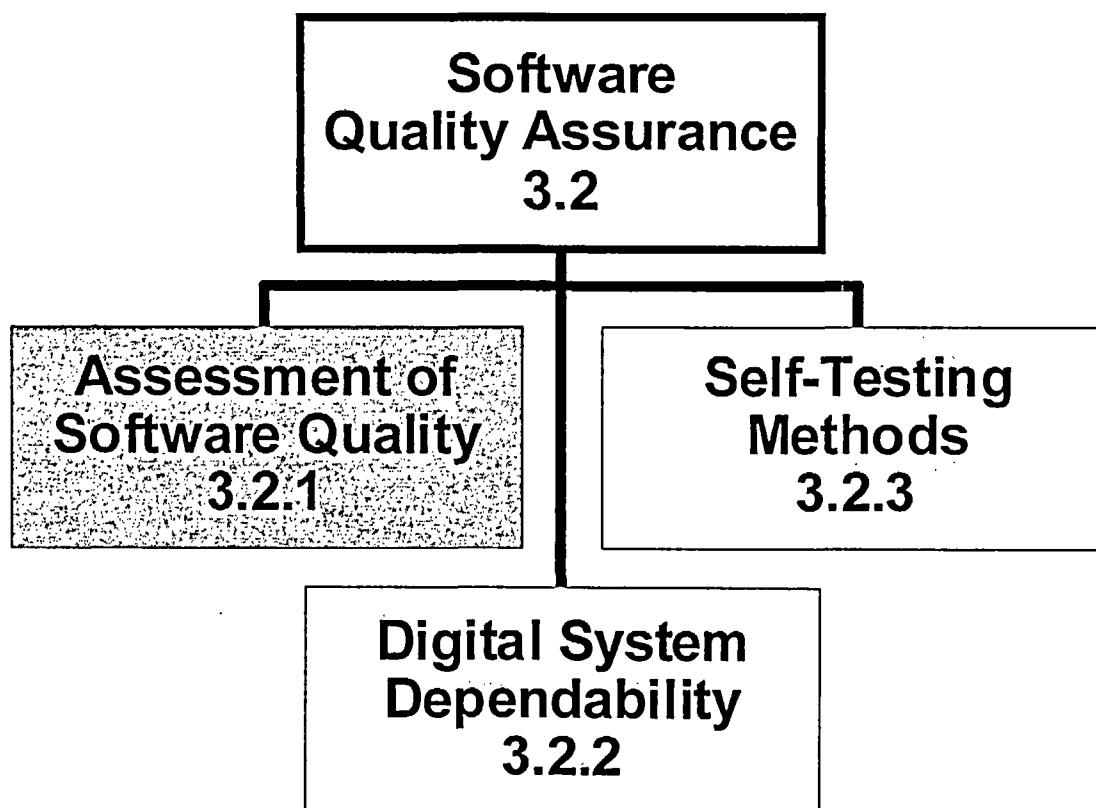 Software
Quality Assurance
3.2
Assessment of
Software Quality
3.2.1
Self-Testing
Methods
3.2.3
Digital System
Dependability
3.2.2